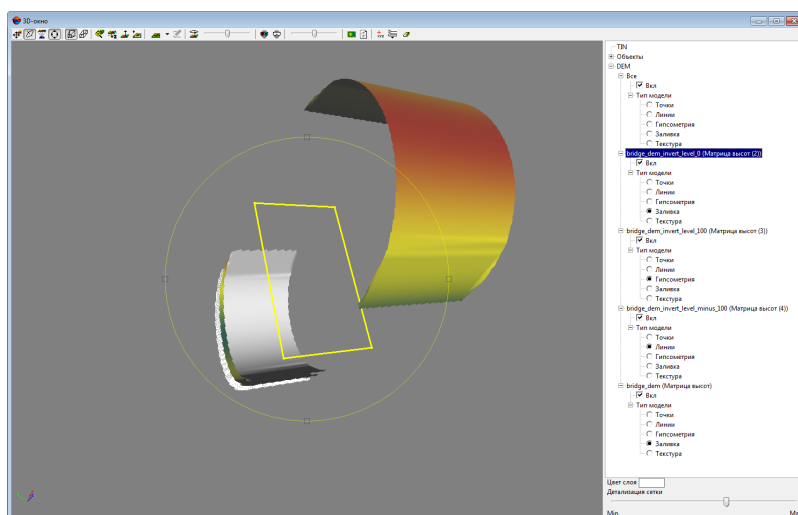 3D-окно
TIN
Объекты
DEM
Все
Вкл
Тип модели
Точки
Линии
Гипсометрия
Заливка
Текстура
bridge_dem_invert_level_0 (Матрица высот (2))
Вкл
Тип модели
Точки
Линии
Гипсометрия
Заливка
Текстура
bridge_dem_invert_level_100 (Матрица высот (3))
Вкл
Тип модели
Точки
Линии
Гипсометрия
Заливка
Текстура
bridge_dem_invert_level_minus_100 (Матрица высот (4))
Вкл
Тип модели
Точки
Линии
Гипсометрия
Заливка
Текстура
bridge_dem (Матрица высот)
Вкл
Тип модели
Точки
Линии
Гипсометрия
Заливка
Текстура
Цвет слоя
Детализация сетки
Min